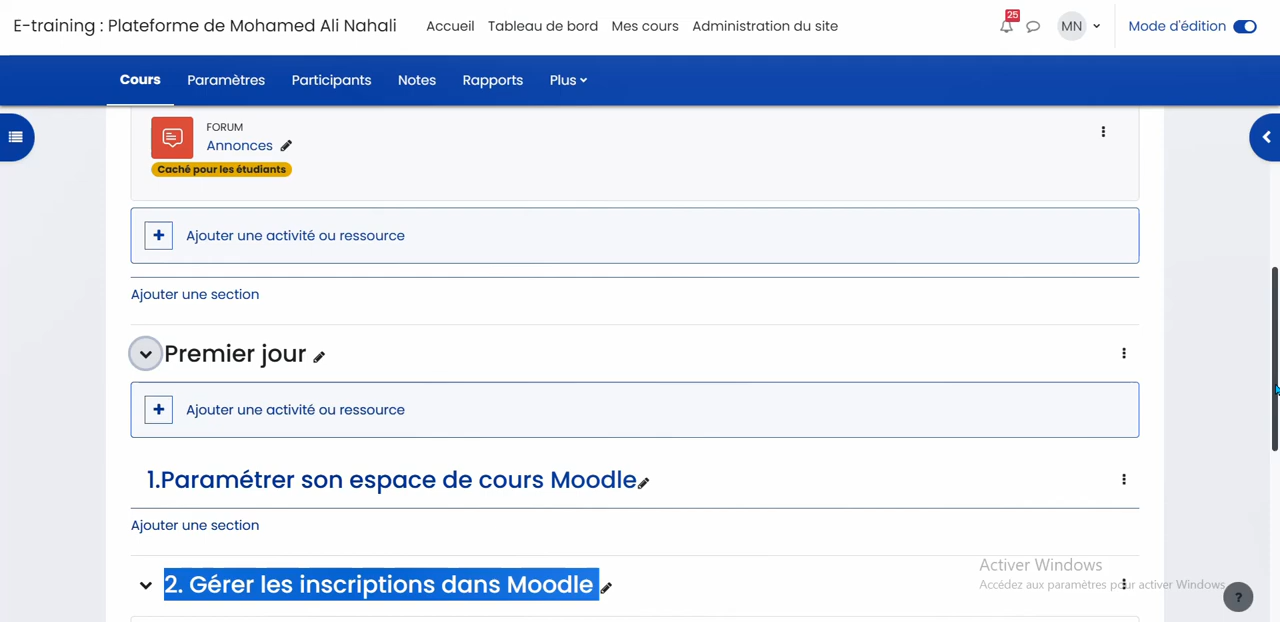 E-training : Plateforme de Mohamed Ali Nahali Accueil Tableau de bord Mes cours Administration du site 25 MN Mode d'édition
Cours Paramètres Participants Notes Rapports Plus
FORUM
Annonces
Caché pour les étudiants
+ Ajouter une activité ou ressource
Ajouter une section
Premier jour
+ Ajouter une activité ou ressource
1.Paramétrer son espace de cours Moodle
Ajouter une section
2. Gérer les inscriptions dans Moodle
Activer Windows
Accédez aux paramètres pour activer Windows.
?